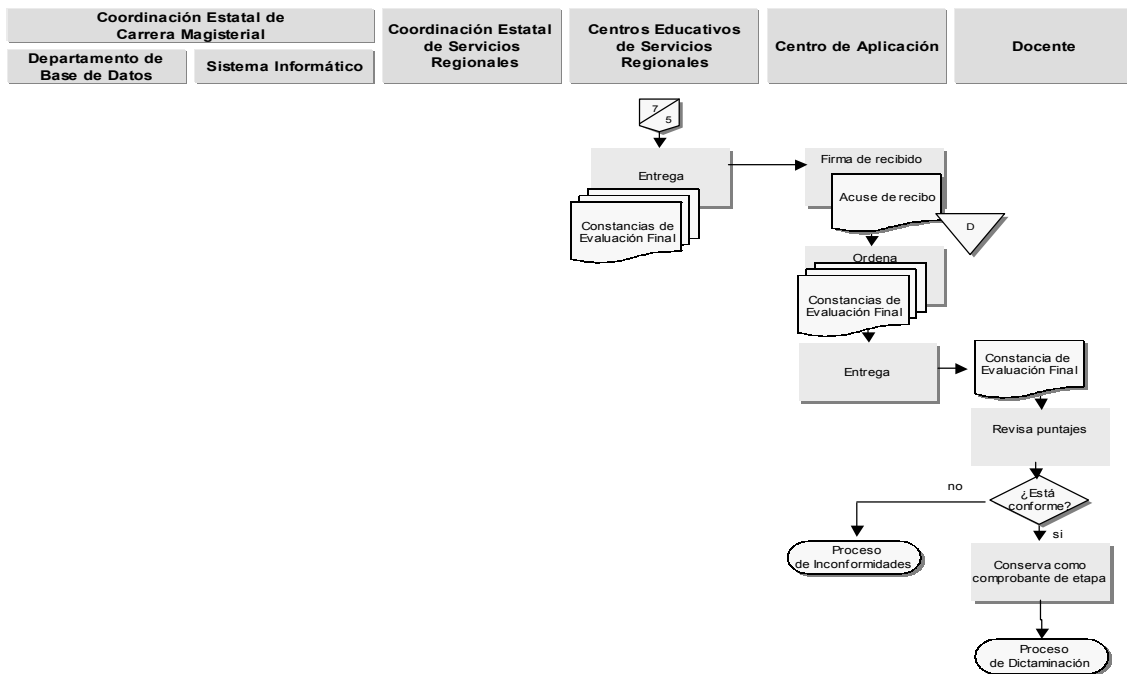 Coordinación Estatal de
Carrera Magisterial
Departamento de
Base de Datos
Sistema Informático
Coordinación Estatal
de Servicios
Regionales
Centros Educativos
de Servicios
Regionales
Centro de Aplicación
Docente
7
5
Entrega
Constancias de
Evaluación Final
Firma de recibido
Acuse de recibo
D
Ordena
Constancias de
Evaluación Final
Entrega
Constancia de
Evaluación Final
Revisa puntajes
¿Está
conforme?
no
si
Proceso
de Inconformidades
Conserva como
comprobante de etapa
Proceso
de Dictaminación